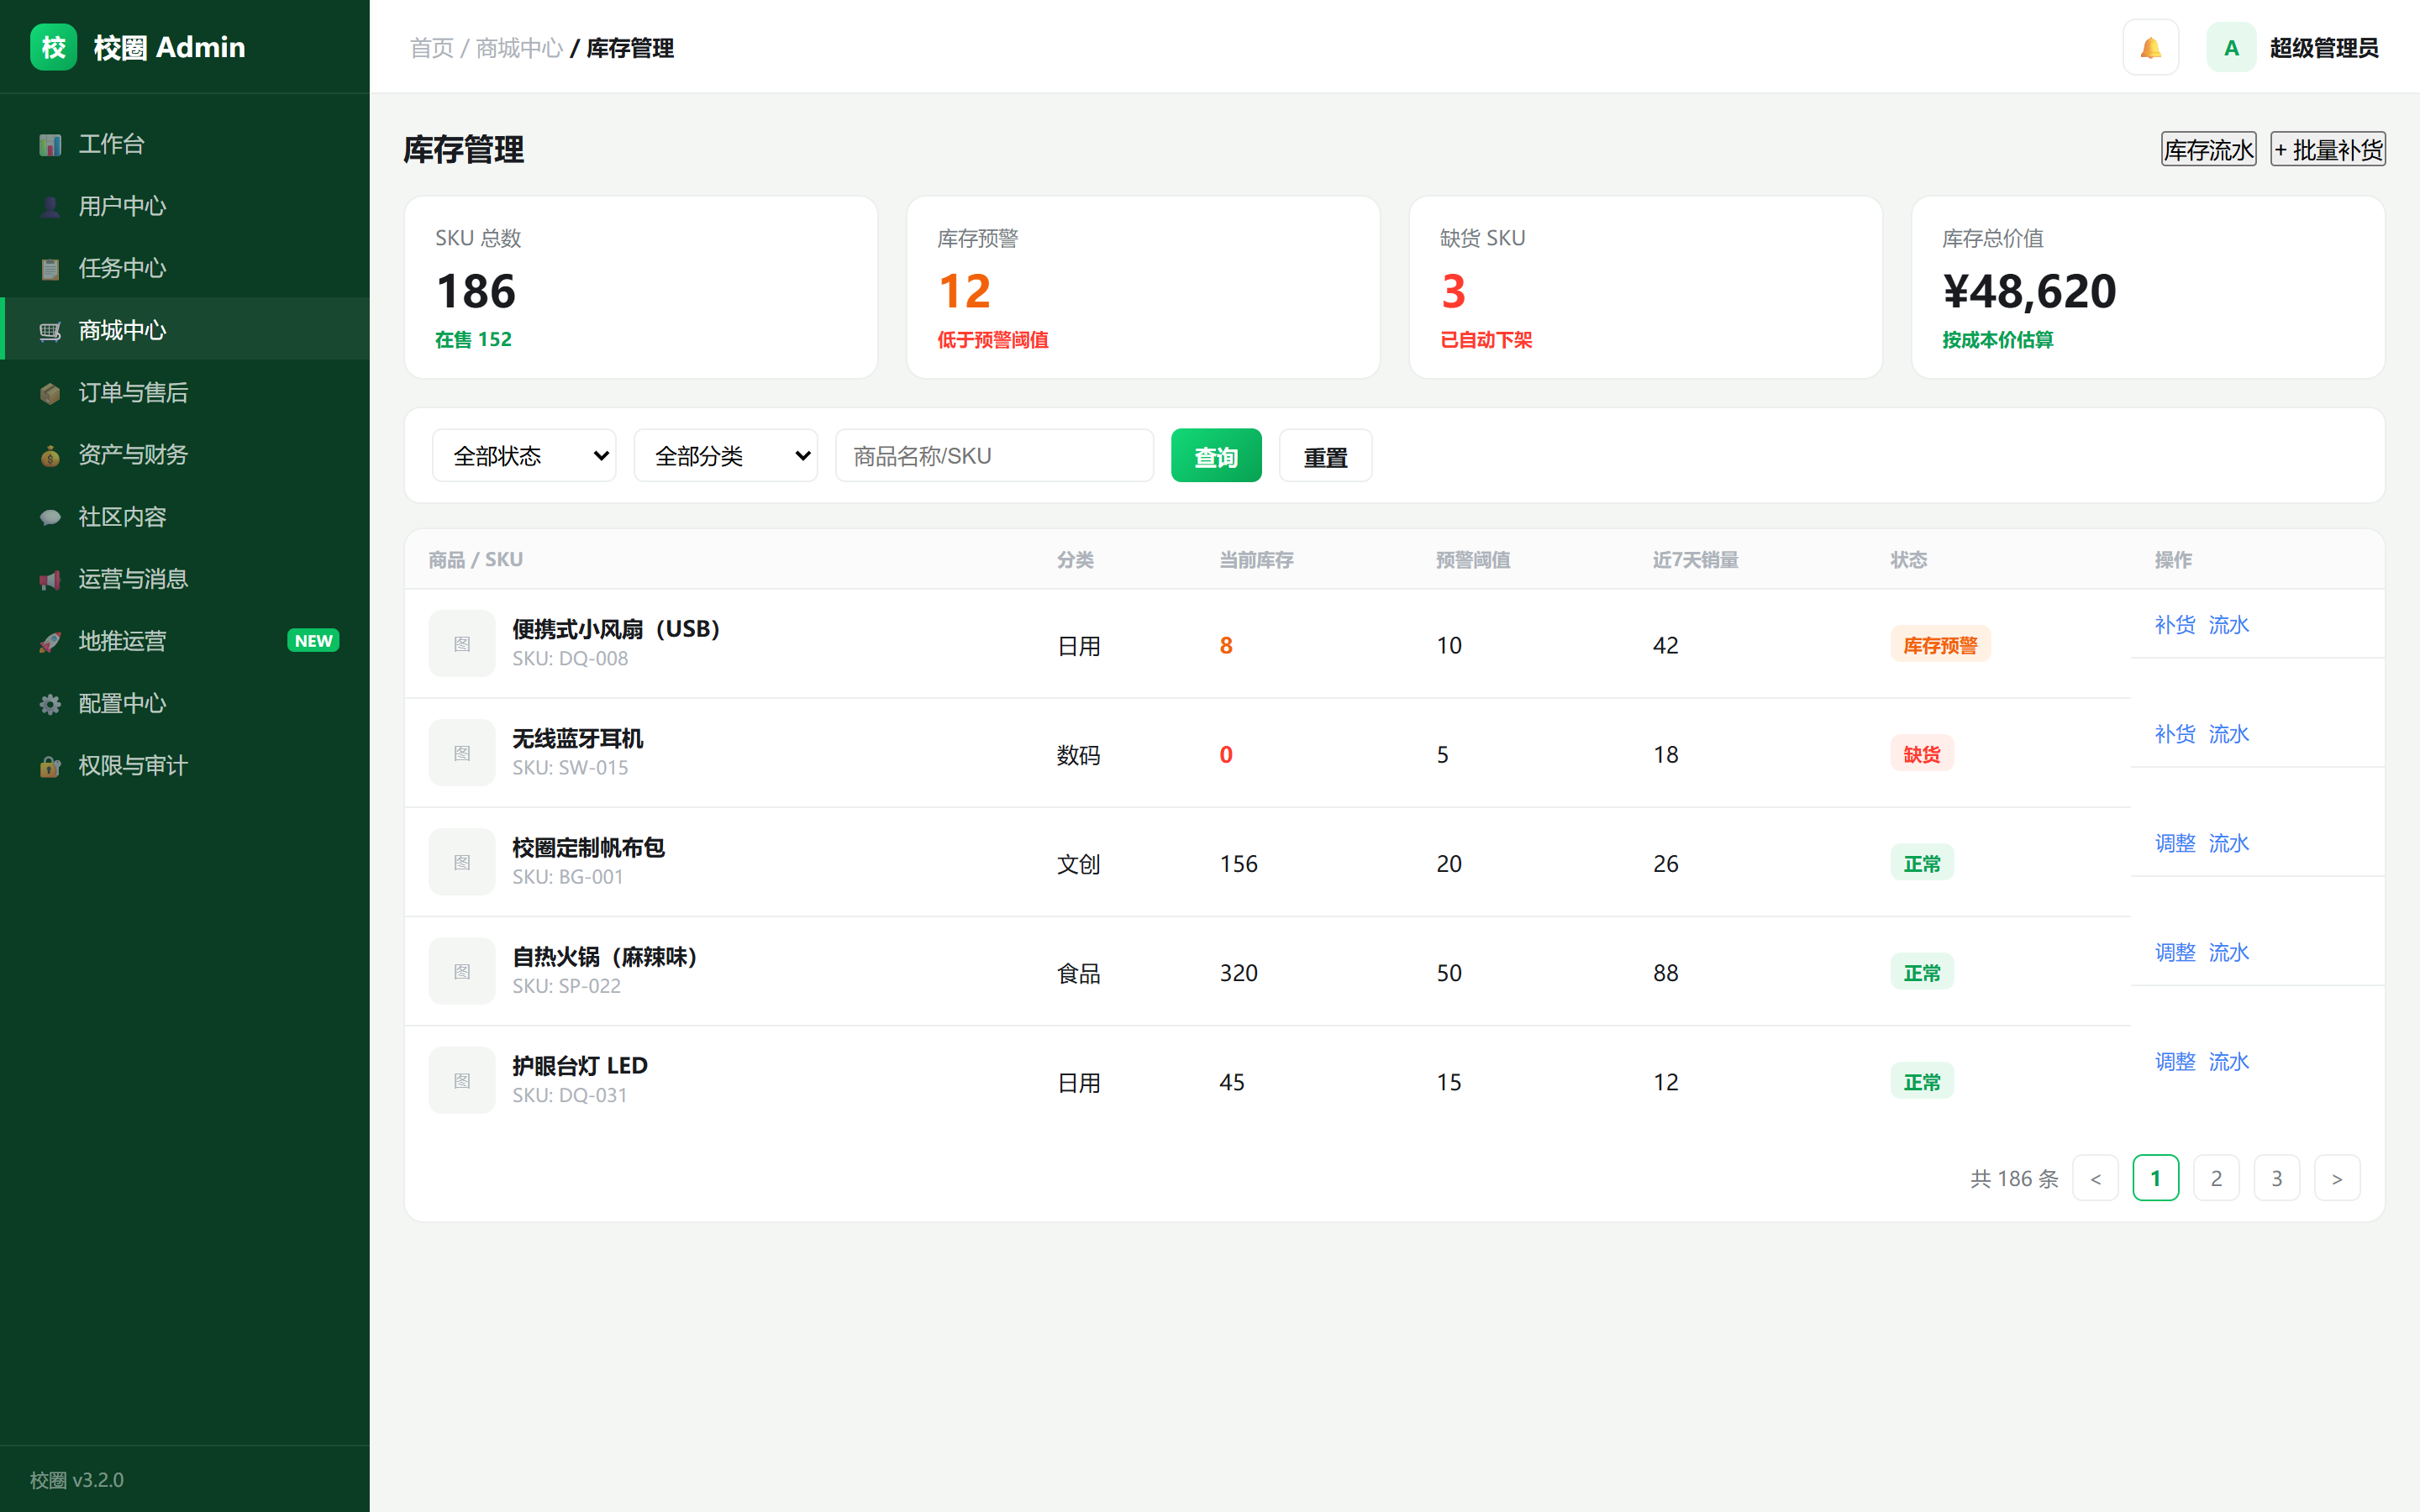 校 校圈 Admin
首页 / 商城中心 / 库存管理
A 超级管理员
工作台
用户中心
任务中心
商城中心
订单与售后
资产与财务
社区内容
运营与消息
地推运营 NEW
配置中心
权限与审计
校圈 v3.2.0
库存管理
库存流水 + 批量补货
SKU 总数
186
在售 152
库存预警
12
低于预警阈值
缺货 SKU
3
已自动下架
库存总价值
¥48,620
按成本价估算
全部状态 全部分类 商品名称/SKU 查询 重置
商品 / SKU 分类 当前库存 预警阈值 近7天销量 状态 操作
图 便携式小风扇（USB） 日用 8 10 42 库存预警 补货 流水
SKU: DQ-008
图 无线蓝牙耳机 数码 0 5 18 缺货 补货 流水
SKU: SW-015
图 校圈定制帆布包 文创 156 20 26 正常 调整 流水
SKU: BG-001
图 自热火锅（麻辣味） 食品 320 50 88 正常 调整 流水
SKU: SP-022
图 护眼台灯 LED 日用 45 15 12 正常 调整 流水
SKU: DQ-031
共 186 条 < 1 2 3 >